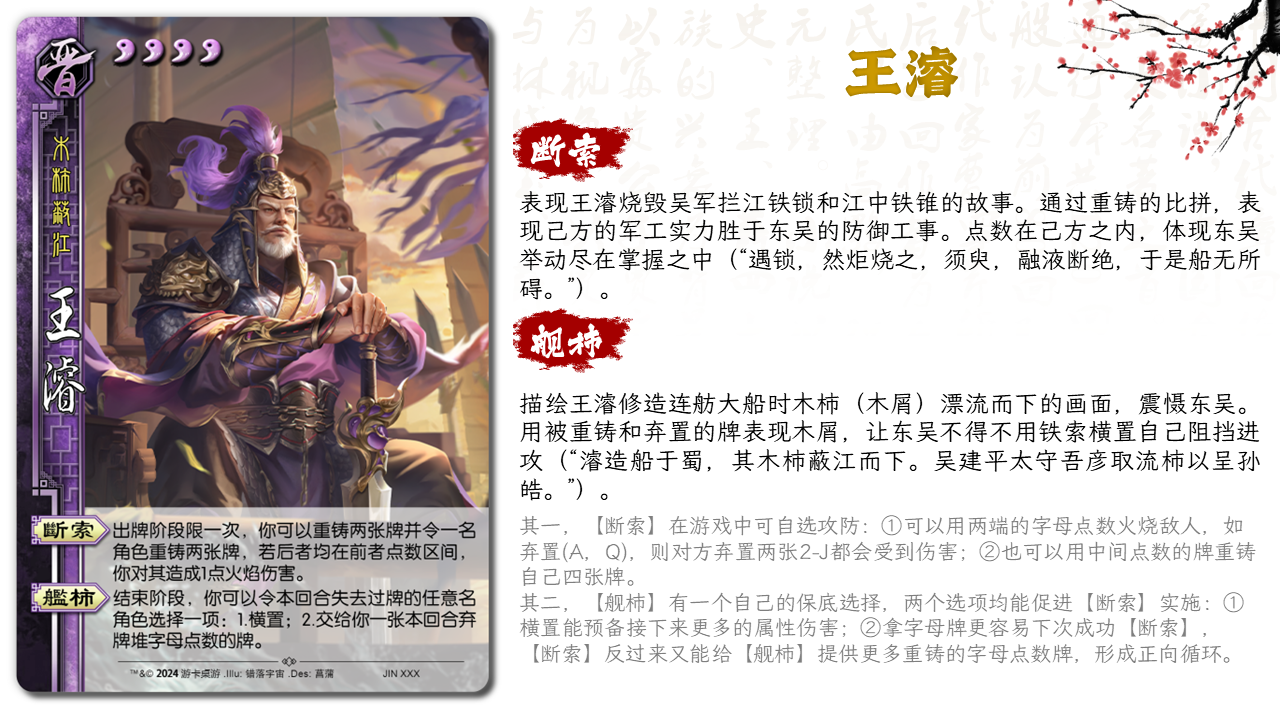 晋
木柿蔽江
王濬
斷索
出牌阶段限一次，你可以重铸两张牌并令一名
角色重铸两张牌，若后者均在前者点数区间，
你对其造成1点火焰伤害。
艦柿
结束阶段，你可以令本回合失去过牌的任意名
角色选择一项：1.横置；2.交给你一张本回合弃
牌堆字母点数的牌。
™&© 2024 游卡桌游 .Illu: 错落宇宙 .Des: 菖蒲 JIN XXX
王濬
断索
表现王濬烧毁吴军拦江铁锁和江中铁锥的故事。通过重铸的比拼，表
现己方的军工实力胜于东吴的防御工事。点数在己方之内，体现东吴
举动尽在掌握之中（“遇锁，然炬烧之，须臾，融液断绝，于是船无所
碍。”）。
舰柿
描绘王濬修造连舫大船时木柿（木屑）漂流而下的画面，震慑东吴。
用被重铸和弃置的牌表现木屑，让东吴不得不用铁索横置自己阻挡进
攻（“濬造船于蜀，其木柿蔽江而下。吴建平太守吾彦取流柿以呈孙
皓。”）。
其一，【断索】在游戏中可自选攻防：①可以用两端的字母点数火烧敌人，如
弃置(A，Q)，则对方弃置两张2-J都会受到伤害；②也可以用中间点数的牌重铸
自己四张牌。
其二，【舰柿】有一个自己的保底选择，两个选项均能促进【断索】实施：①
横置能预备接下来更多的属性伤害；②拿字母牌更容易下次成功【断索】，
【断索】反过来又能给【舰柿】提供更多重铸的字母点数牌，形成正向循环。